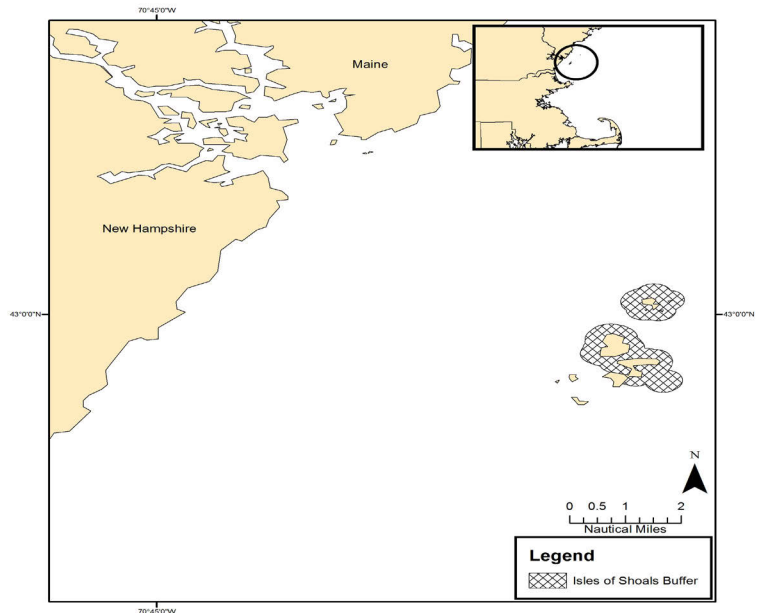 70°45'0"W
Maine
New Hampshire
43°0'0"N
43°0'0"N
N
0 0.5 1 2
Nautical Miles
Legend
Isles of Shoals Buffer
70°45'0"W